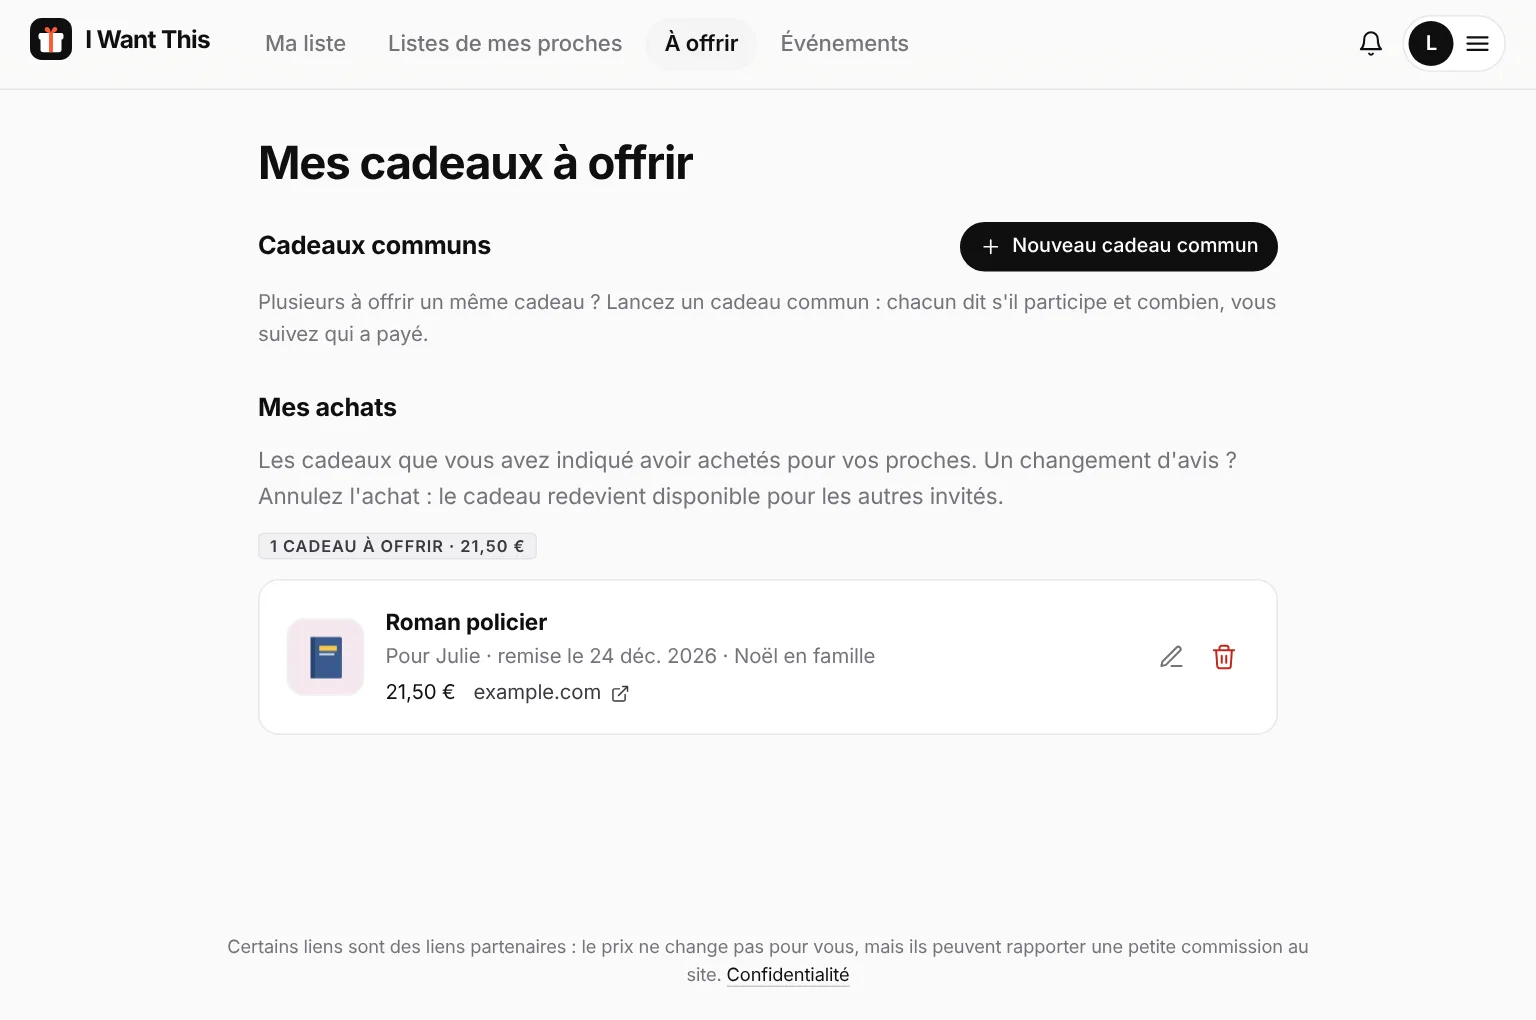 I Want This
Ma liste
Listes de mes proches
À offrir
Événements
L
Mes cadeaux à offrir
Cadeaux communs
Nouveau cadeau commun
Plusieurs à offrir un même cadeau ? Lancez un cadeau commun : chacun dit s'il participe et combien, vous
suivez qui a payé.
Mes achats
Les cadeaux que vous avez indiqué avoir achetés pour vos proches. Un changement d'avis ?
Annulez l'achat : le cadeau redevient disponible pour les autres invités.
1 CADEAU À OFFRIR · 21,50 €
Roman policier
Pour Julie · remise le 24 déc. 2026 · Noël en famille
21,50 € example.com
Certains liens sont des liens partenaires : le prix ne change pas pour vous, mais ils peuvent rapporter une petite commission au
site. Confidentialité